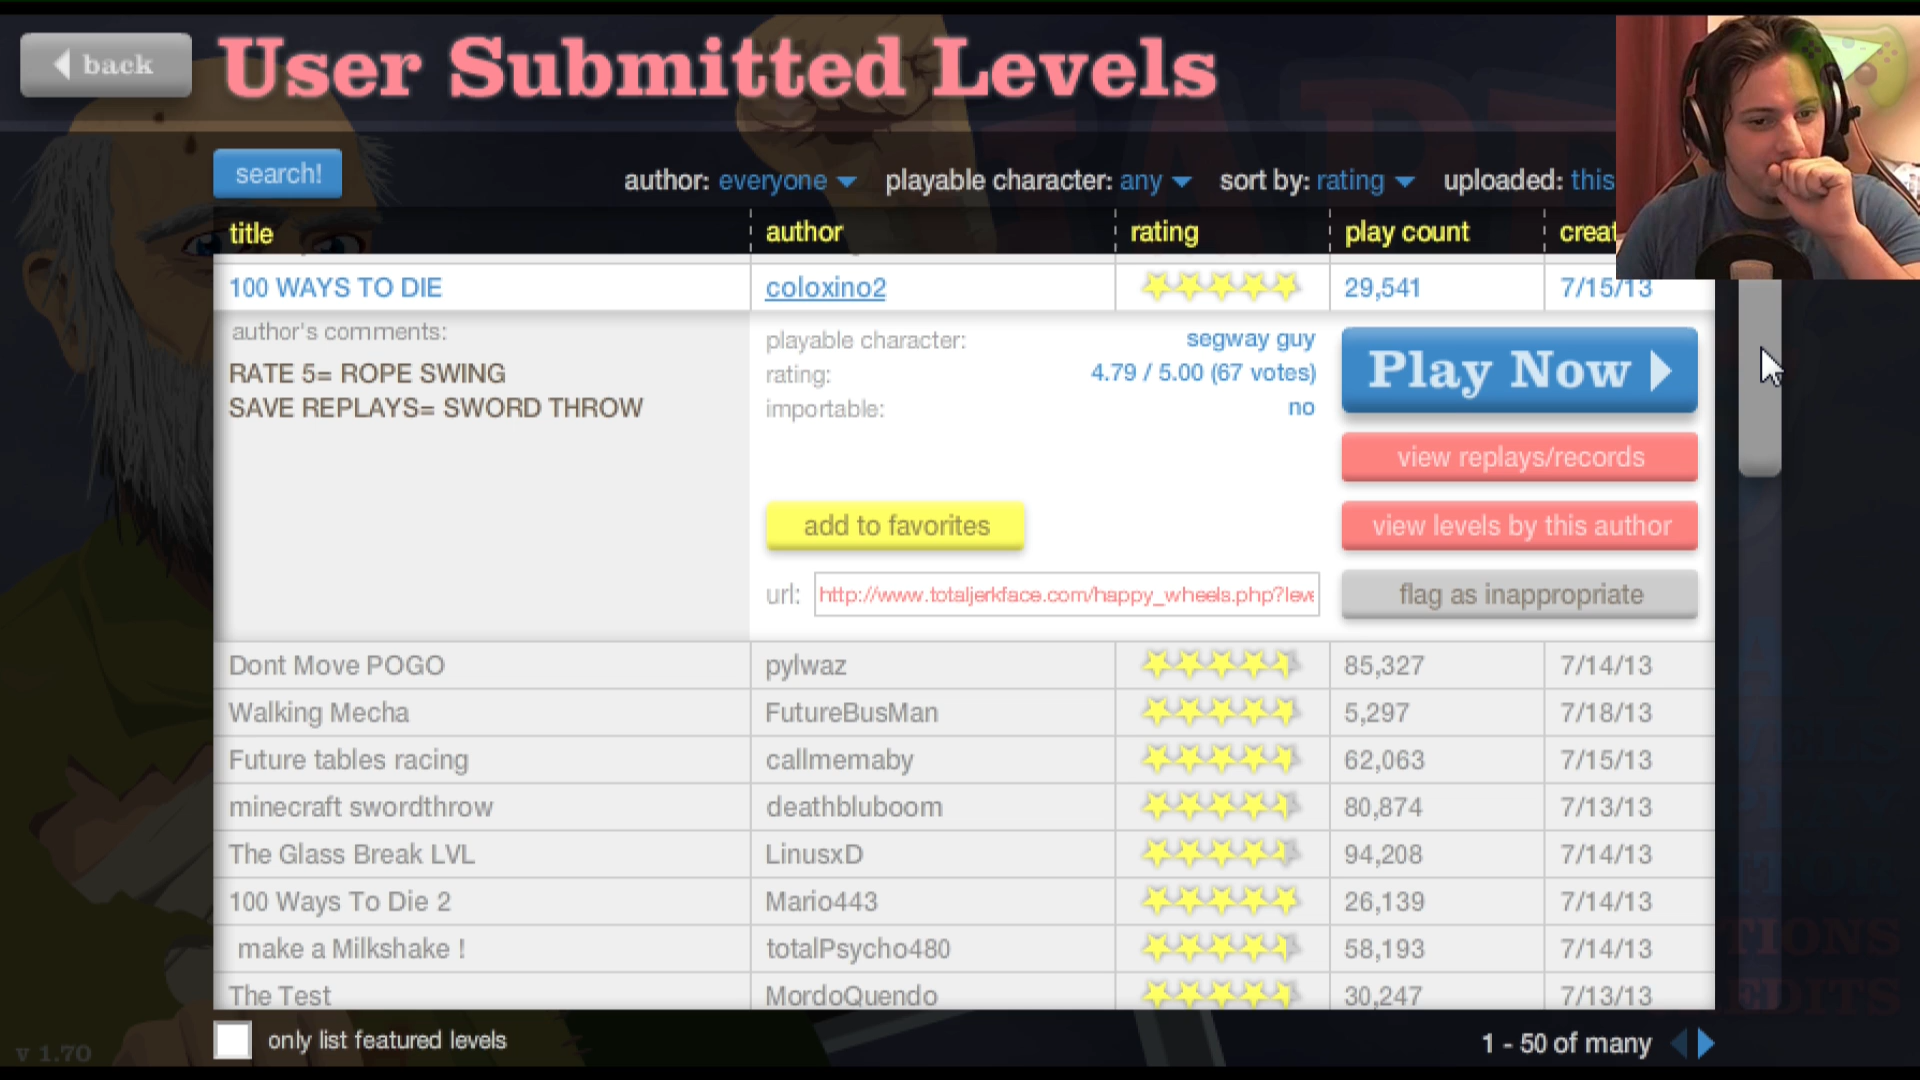 back
User Submitted Levels
search!
author: everyone
playable character: any
sort by: rating
uploaded: this
title
author
rating
play count
creat
100 WAYS TO DIE
coloxino2
29,541
7/15/13
author's comments:
RATE 5= ROPE SWING
SAVE REPLAYS= SWORD THROW
playable character: segway guy
rating: 4.79 / 5.00 (67 votes)
importable: no
Play Now
view replays/records
add to favorites
view levels by this author
url: http://www.totaljerkface.com/happy_wheels.php?leve
flag as inappropriate
Dont Move POGO pylwaz 85,327 7/14/13
Walking Mecha FutureBusMan 5,297 7/18/13
Future tables racing callmemaby 62,063 7/15/13
minecraft swordthrow deathbluboom 80,874 7/13/13
The Glass Break LVL LinusxD 94,208 7/14/13
100 Ways To Die 2 Mario443 26,139 7/14/13
make a Milkshake ! totalPsycho480 58,193 7/14/13
The Test MordoQuendo 30,247 7/13/13
only list featured levels
1 - 50 of many
v 1.70